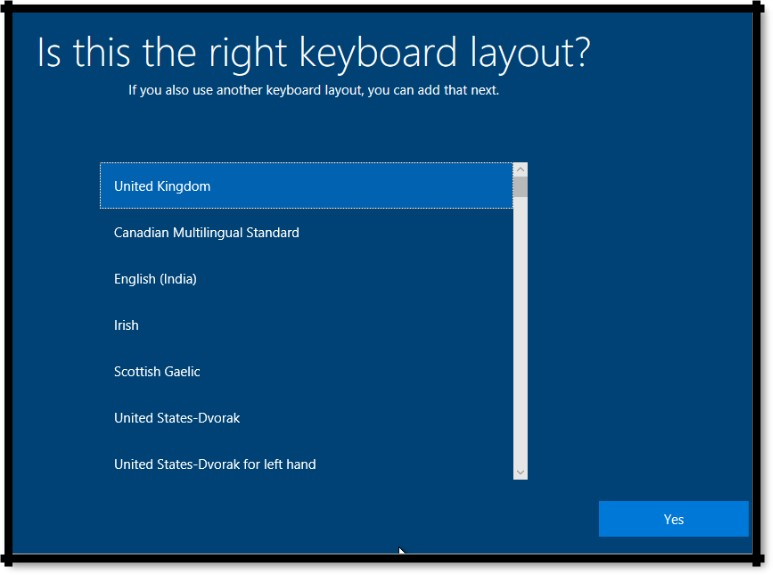 Is this the right keyboard layout?
If you also use another keyboard layout, you can add that next.
United Kingdom
Canadian Multilingual Standard
English (India)
Irish
Scottish Gaelic
United States-Dvorak
United States-Dvorak for left hand
Yes